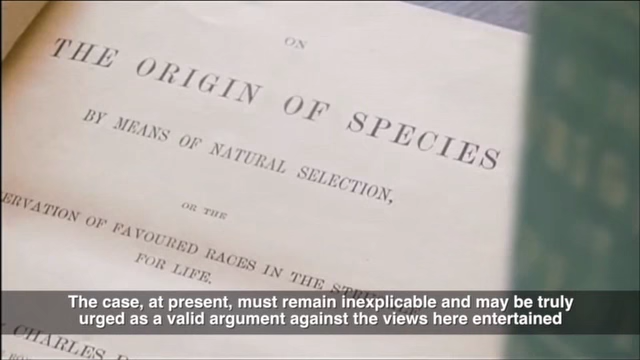 ON
THE ORIGIN OF SPECIES
BY MEANS OF NATURAL SELECTION,
OR THE
ERVATION OF FAVOURED RACES IN THE
FOR LIFE.
The case, at present, must remain inexplicable and may be truly
urged as a valid argument against the views here entertained
CHARLES